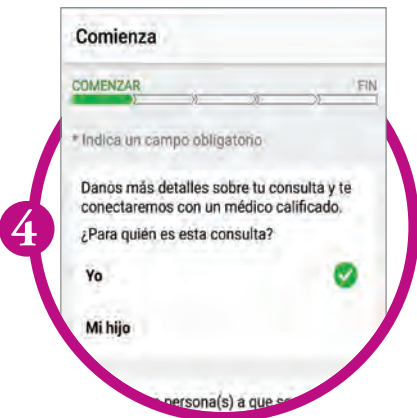 Comienza
COMENZAR FIN
* Indica un campo obligatorio
Danos más detalles sobre tu consulta y te
conectaremos con un médico calificado.
¿Para quién es esta consulta?
4
Yo
Mi hijo
persona(s) a que